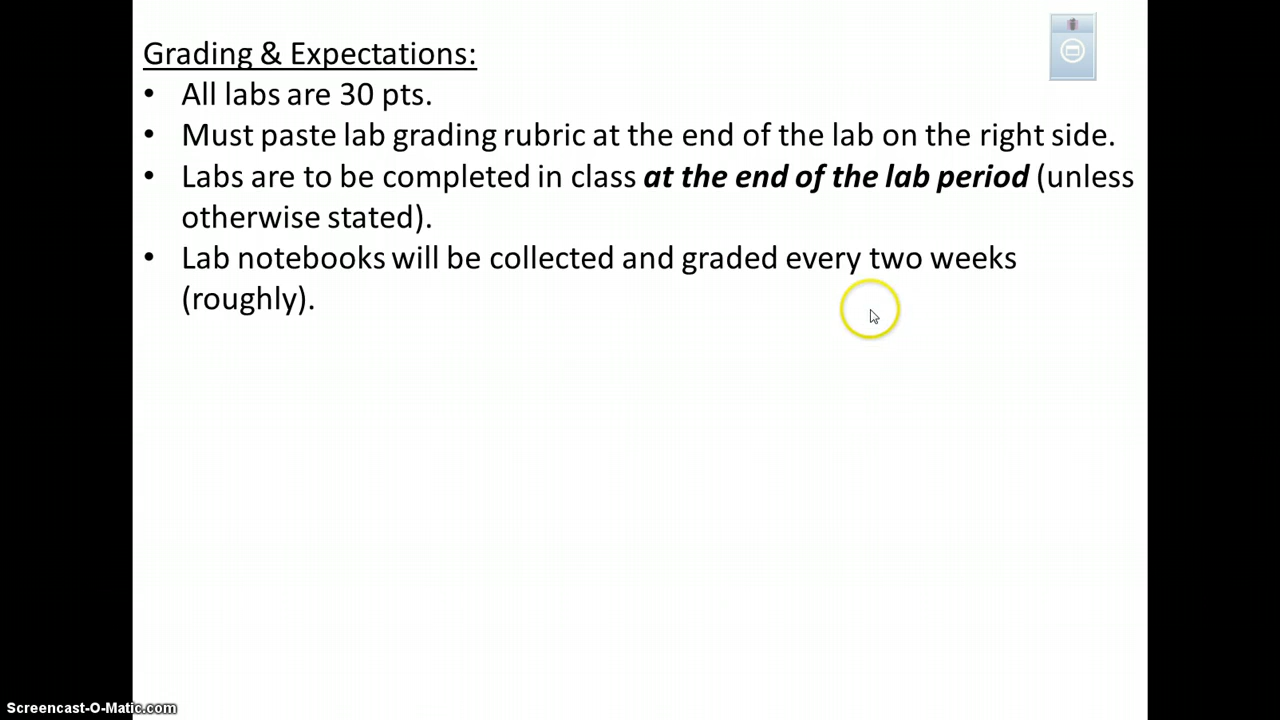 Grading & Expectations:
• All labs are 30 pts.
• Must paste lab grading rubric at the end of the lab on the right side.
• Labs are to be completed in class at the end of the lab period (unless
otherwise stated).
• Lab notebooks will be collected and graded every two weeks
(roughly).
Screencast-O-Matic.com